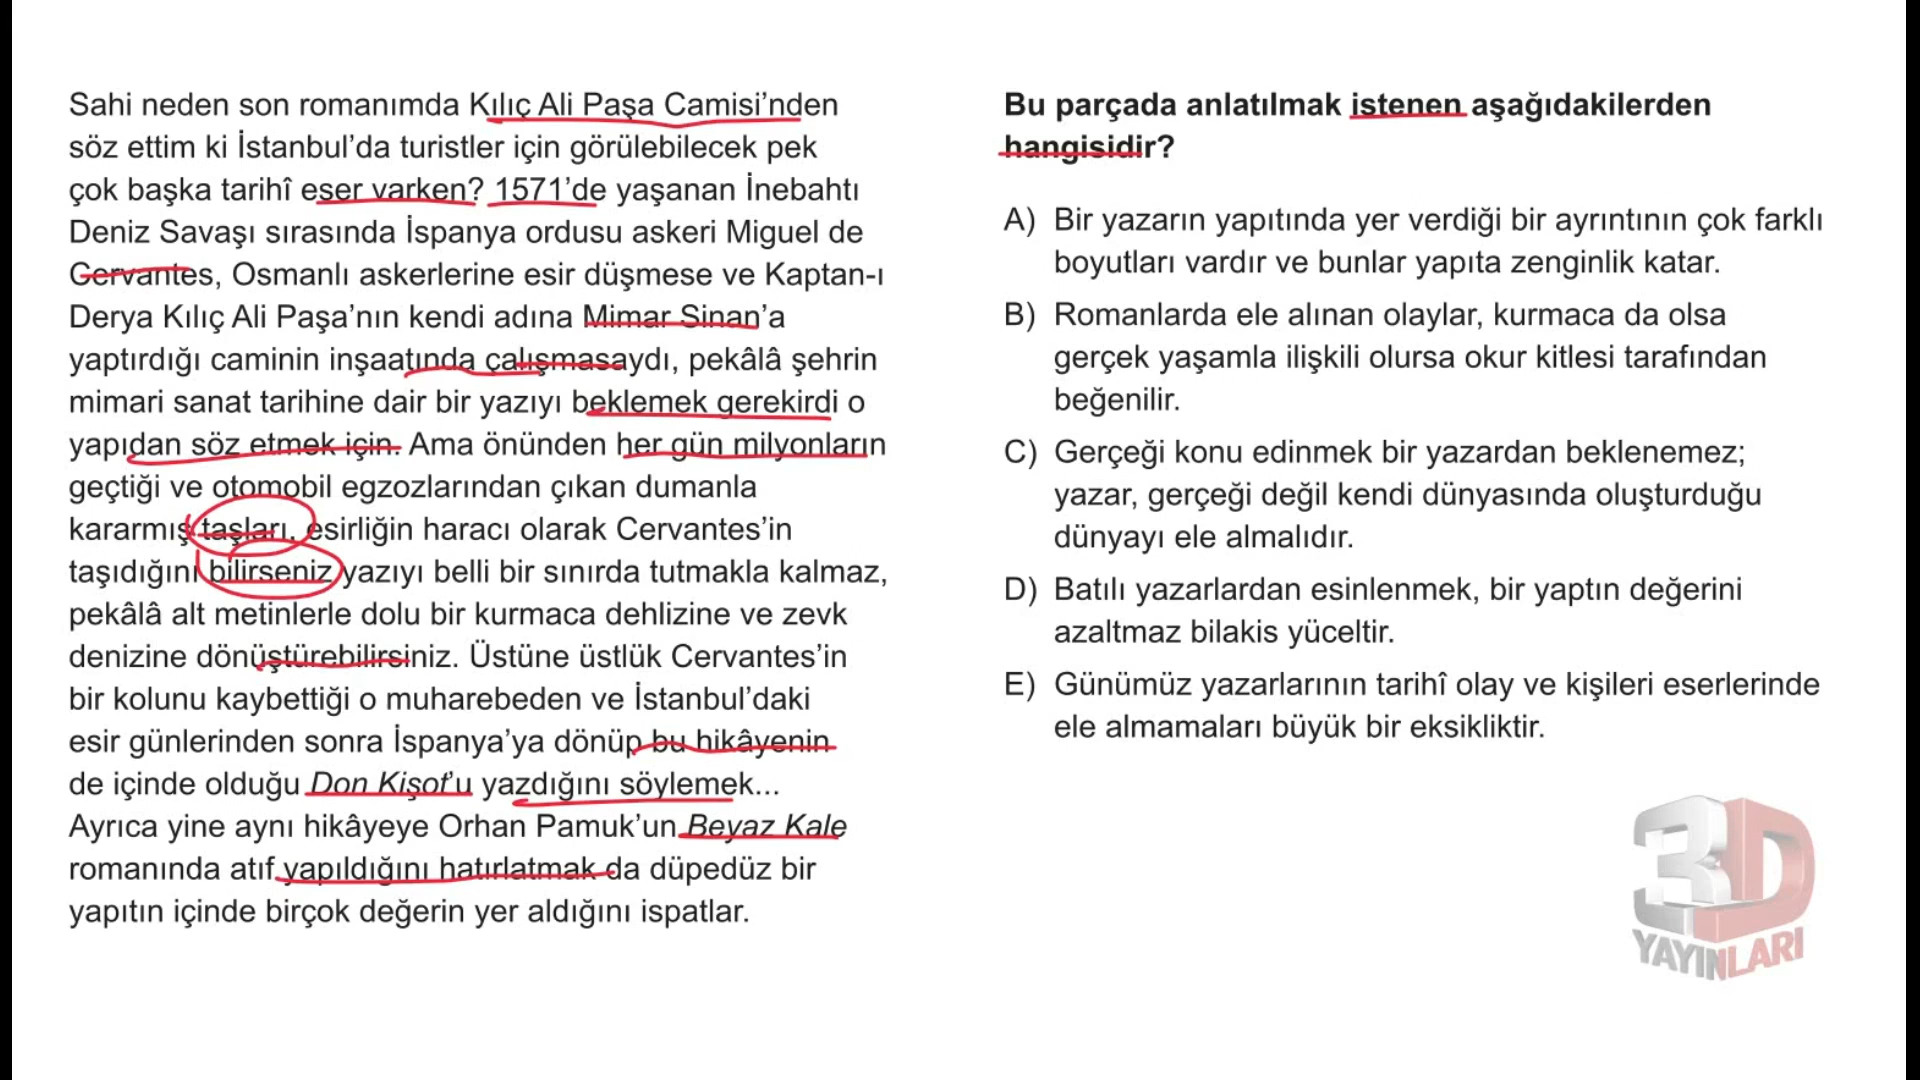 Sahi neden son romanımda Kılıç Ali Paşa Camisi’nden
söz ettim ki İstanbul’da turistler için görülebilecek pek
çok başka tarihî eser varken? 1571’de yaşanan İnebahtı
Deniz Savaşı sırasında İspanya ordusu askeri Miguel de
Cervantes, Osmanlı askerlerine esir düşmese ve Kaptan-ı
Derya Kılıç Ali Paşa’nın kendi adına Mimar Sinan’a
yaptırdığı caminin inşaatında çalışmasaydı, pekâlâ şehrin
mimari sanat tarihine dair bir yazıyı beklemek gerekirdi o
yapıdan söz etmek için. Ama önünden her gün milyonların
geçtiği ve otomobil egzozlarından çıkan dumanla
kararmış taşları, esirliğin haracı olarak Cervantes’in
taşıdığını bilirseniz yazıyı belli bir sınırda tutmakla kalmaz,
pekâlâ alt metinlerle dolu bir kurmaca dehlizine ve zevk
denizine dönüştürebilirsiniz. Üstüne üstlük Cervantes’in
bir kolunu kaybettiği o muharebeden ve İstanbul’daki
esir günlerinden sonra İspanya’ya dönüp bu hikâyenin
de içinde olduğu Don Kişot’u yazdığını söylemek...
Ayrıca yine aynı hikâyeye Orhan Pamuk’un Beyaz Kale
romanında atıf yapıldığını hatırlatmak da düpedüz bir
yapıtın içinde birçok değerin yer aldığını ispatlar.
Bu parçada anlatılmak istenen aşağıdakilerden
hangisidir?
A) Bir yazarın yapıtında yer verdiği bir ayrıntının çok farklı
boyutları vardır ve bunlar yapıta zenginlik katar.
B) Romanlarda ele alınan olaylar, kurmaca da olsa
gerçek yaşamla ilişkili olursa okur kitlesi tarafından
beğenilir.
C) Gerçeği konu edinmek bir yazardan beklenemez;
yazar, gerçeği değil kendi dünyasında oluşturduğu
dünyayı ele almalıdır.
D) Batılı yazarlardan esinlenmek, bir yaptın değerini
azaltmaz bilakis yüceltir.
E) Günümüz yazarlarının tarihî olay ve kişileri eserlerinde
ele almamaları büyük bir eksikliktir.
3D
YAYINLARI